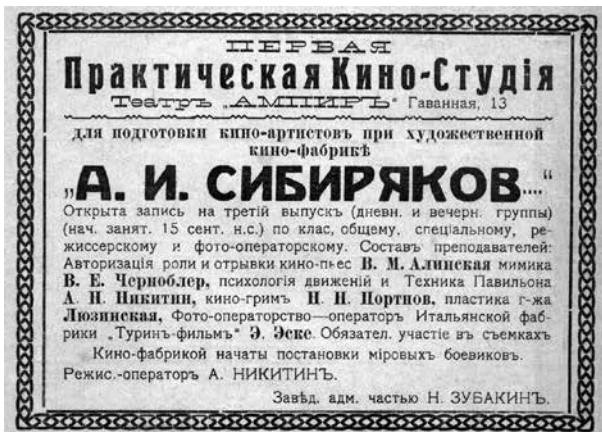 ПЕРВАЯ
Практическая Кино-Студія
Театръ „АМПИРЪ“ Гаванная, 13
для подготовки кино-артистовъ при художественной
кино-фабрикѣ
„А. И. СИБИРЯКОВ....“
Открыта запись на третій выпускъ (дневн. и вечерн. группы)
(нач. занят. 15 сент. н.с.) по клас, общему, спеціальному, ре-
жиссерскому и фото-операторскому. Составъ преподавателей:
Авторизація роли и отрывки кино-пьес В. М. Алинская мимика
В. Е. Черноблер, психологія движеній и Техника Павильона
А. Н. Никитин, кино-гримъ Н. И. Портнов, пластика г-жа
Люзинская, Фото-операторство—операторъ Итальянской фаб-
рики „Туринъ-фильмъ“ Э. Эске. Обязател. участіе въ съемкахъ
Кино-фабрикой начаты постановки міровыхъ боевиковъ.
Режис.-операторъ А. НИКИТИНЪ.
Завѣд. адм. частью Н. ЗУБАКИНЪ.